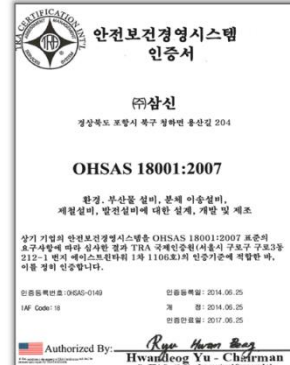 TRA CERTIFICATION INT'L
TRA
안전보건경영시스템
인증서
㈜삼신
경상북도 포항시 북구 청하면 용산길 204
OHSAS 18001:2007
환경, 부산물 설비, 분체 이송설비,
제철설비, 발전설비에 대한 설계, 개발 및 제조
상기 기업의 안전보건경영시스템을 OHSAS 18001:2007 표준의
요구사항에 따라 심사한 결과 TRA 국제인증원(서울시 구로구 구로3동
212-1 번지 에이스트윈타워 1차 1106호)의 인증기준에 적합한 바,
이를 정히 인증합니다.
인증등록번호:OHSAS-0149
인증등록일: 2014.06.25
IAF Code: 18
개 정: 2014.06.25
인증만료일: 2017.06.25
Authorized By:
Hwandeog Yu - Chairman